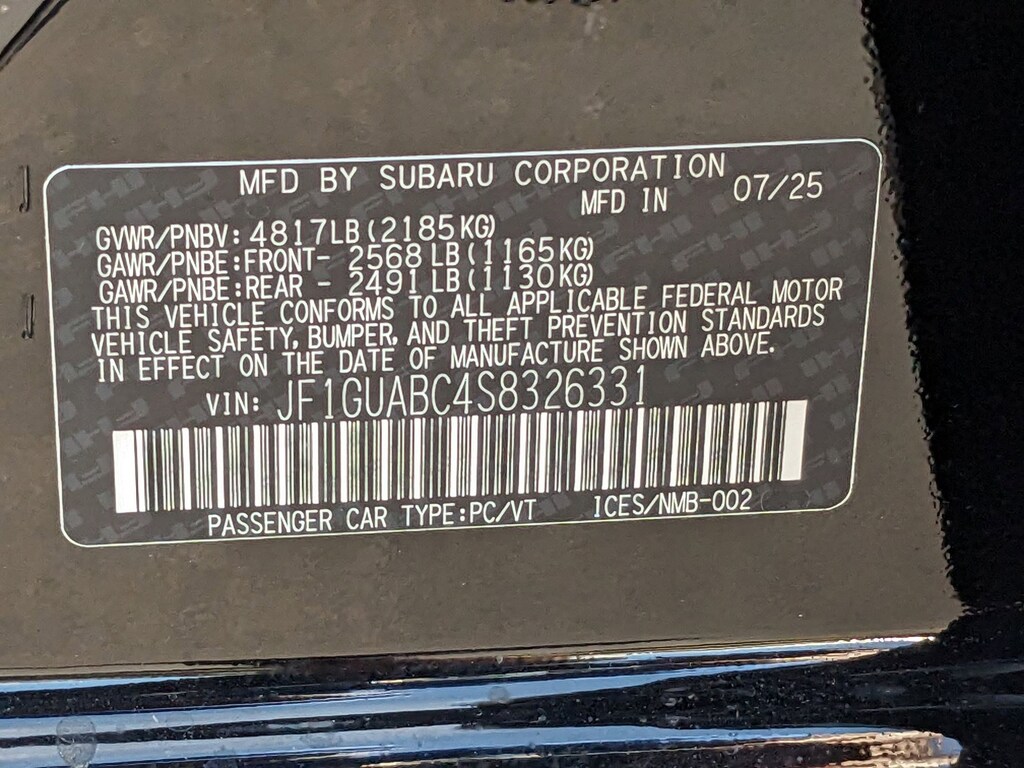 MFD BY SUBARU CORPORATION
MFD IN 07/25
GVWR/PNBV: 4817LB(2185KG)
GAWR/PNBE:FRONT- 2568 LB(1165KG)
GAWR/PNBE:REAR - 2491 LB(1130KG)
THIS VEHICLE CONFORMS TO ALL APPLICABLE FEDERAL MOTOR
VEHICLE SAFETY, BUMPER, AND THEFT PREVENTION STANDARDS
IN EFFECT ON THE DATE OF MANUFACTURE SHOWN ABOVE.
VIN: JF1GUABC4S8326331
PASSENGER CAR TYPE:PC/VT ICES/NMB-002